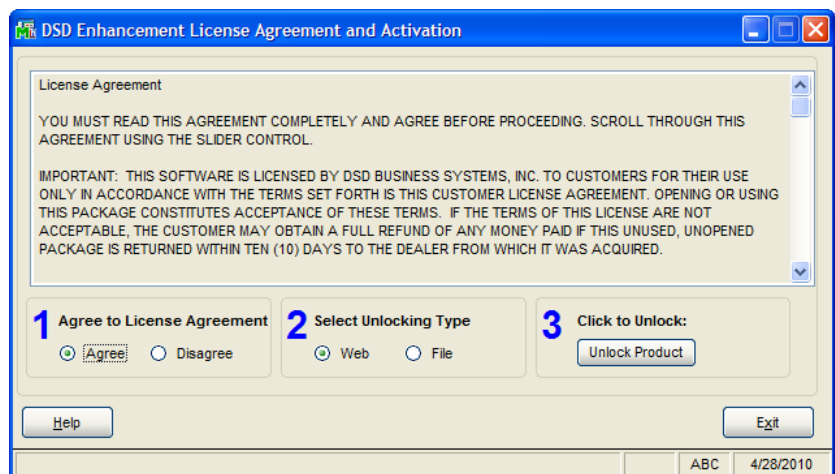 DSD Enhancement License Agreement and Activation
License Agreement
YOU MUST READ THIS AGREEMENT COMPLETELY AND AGREE BEFORE PROCEEDING. SCROLL THROUGH THIS
AGREEMENT USING THE SLIDER CONTROL.
IMPORTANT: THIS SOFTWARE IS LICENSED BY DSD BUSINESS SYSTEMS, INC. TO CUSTOMERS FOR THEIR USE
ONLY IN ACCORDANCE WITH THE TERMS SET FORTH IS THIS CUSTOMER LICENSE AGREEMENT. OPENING OR USING
THIS PACKAGE CONSTITUTES ACCEPTANCE OF THESE TERMS. IF THE TERMS OF THIS LICENSE ARE NOT
ACCEPTABLE, THE CUSTOMER MAY OBTAIN A FULL REFUND OF ANY MONEY PAID IF THIS UNUSED, UNOPENED
PACKAGE IS RETURNED WITHIN TEN (10) DAYS TO THE DEALER FROM WHICH IT WAS ACQUIRED.
1 Agree to License Agreement
Agree Disagree
2 Select Unlocking Type
Web File
3 Click to Unlock:
Unlock Product
Help Exit
ABC 4/28/2010